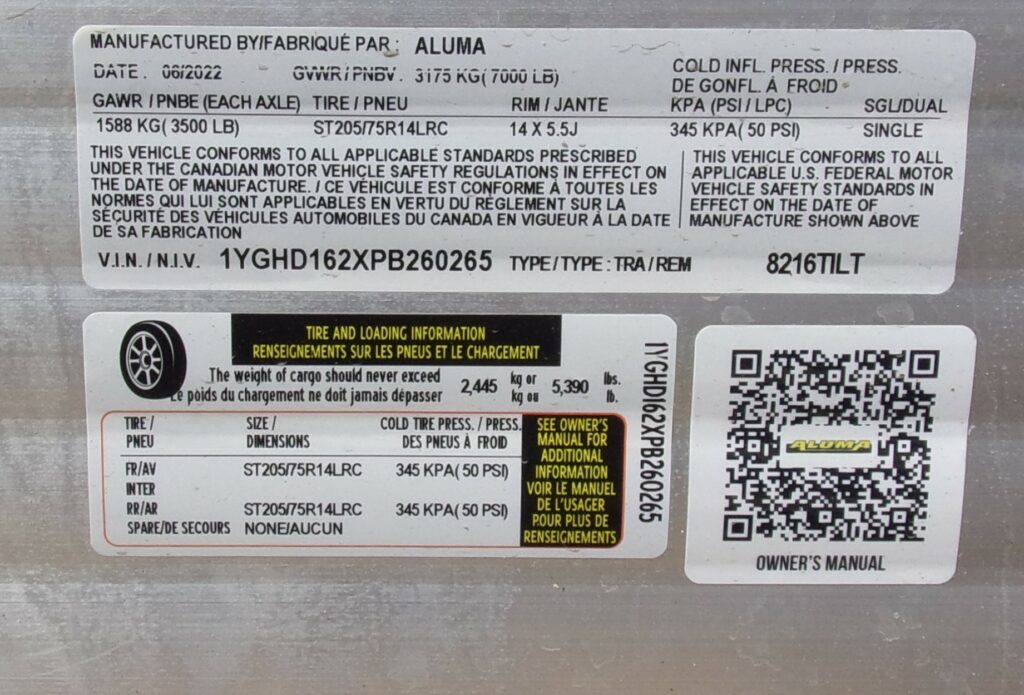 MANUFACTURED BY/FABRIQUÉ PAR: ALUMA
DATE. 06/2022 GVWR/PNBV. 3175 KG(7000 LB)
COLD INFL. PRESS. / PRESS.
DE GONFL. À FROID
GAWR / PNBE (EACH AXLE) TIRE / PNEU RIM / JANTE KPA (PSI / LPC) SGL/DUAL
1588 KG(3500 LB) ST205/75R14LRC 14 X 5.5J 345 KPA(50 PSI) SINGLE
THIS VEHICLE CONFORMS TO ALL APPLICABLE STANDARDS PRESCRIBED
UNDER THE CANADIAN MOTOR VEHICLE SAFETY REGULATIONS IN EFFECT ON
THE DATE OF MANUFACTURE. / CE VÉHICULE EST CONFORME À TOUTES LES
NORMES QUI LUI SONT APPLICABLES EN VERTU DU RÉGLEMENT SUR LA
SÉCURITÉ DES VÉHICULES AUTOMOBILES DU CANADA EN VIGUEUR À LA DATE
DE SA FABRICATION
THIS VEHICLE CONFORMS TO ALL
APPLICABLE U.S. FEDERAL MOTOR
VEHICLE SAFETY STANDARDS IN
EFFECT ON THE DATE OF
MANUFACTURE SHOWN ABOVE
V.I.N. / N.I.V. 1YGHD162XPB260265 TYPE/TYPE : TRA/REM 8216TILT
TIRE AND LOADING INFORMATION
RENSEIGNEMENTS SUR LES PNEUS ET LE CHARGEMENT
The weight of cargo should never exceed 2,445 kg or 5,390 lbs.
Le poids du chargement ne doit jamais dépasser kg ou lb.
TIRE / SIZE / COLD TIRE PRESS. / PRESS.
PNEU DIMENSIONS DES PNEUS À FROID
FR/AV ST205/75R14LRC 345 KPA(50 PSI)
INTER
RR/AR ST205/75R14LRC 345 KPA(50 PSI)
SPARE/DE SECOURS NONE/AUCUN
SEE OWNER'S
MANUAL FOR
ADDITIONAL
INFORMATION
VOIR LE MANUEL
DE L'USAGER
POUR PLUS DE
RENSEIGNEMENTS
1YGHD162XPB260265
ALUMA
OWNER'S MANUAL